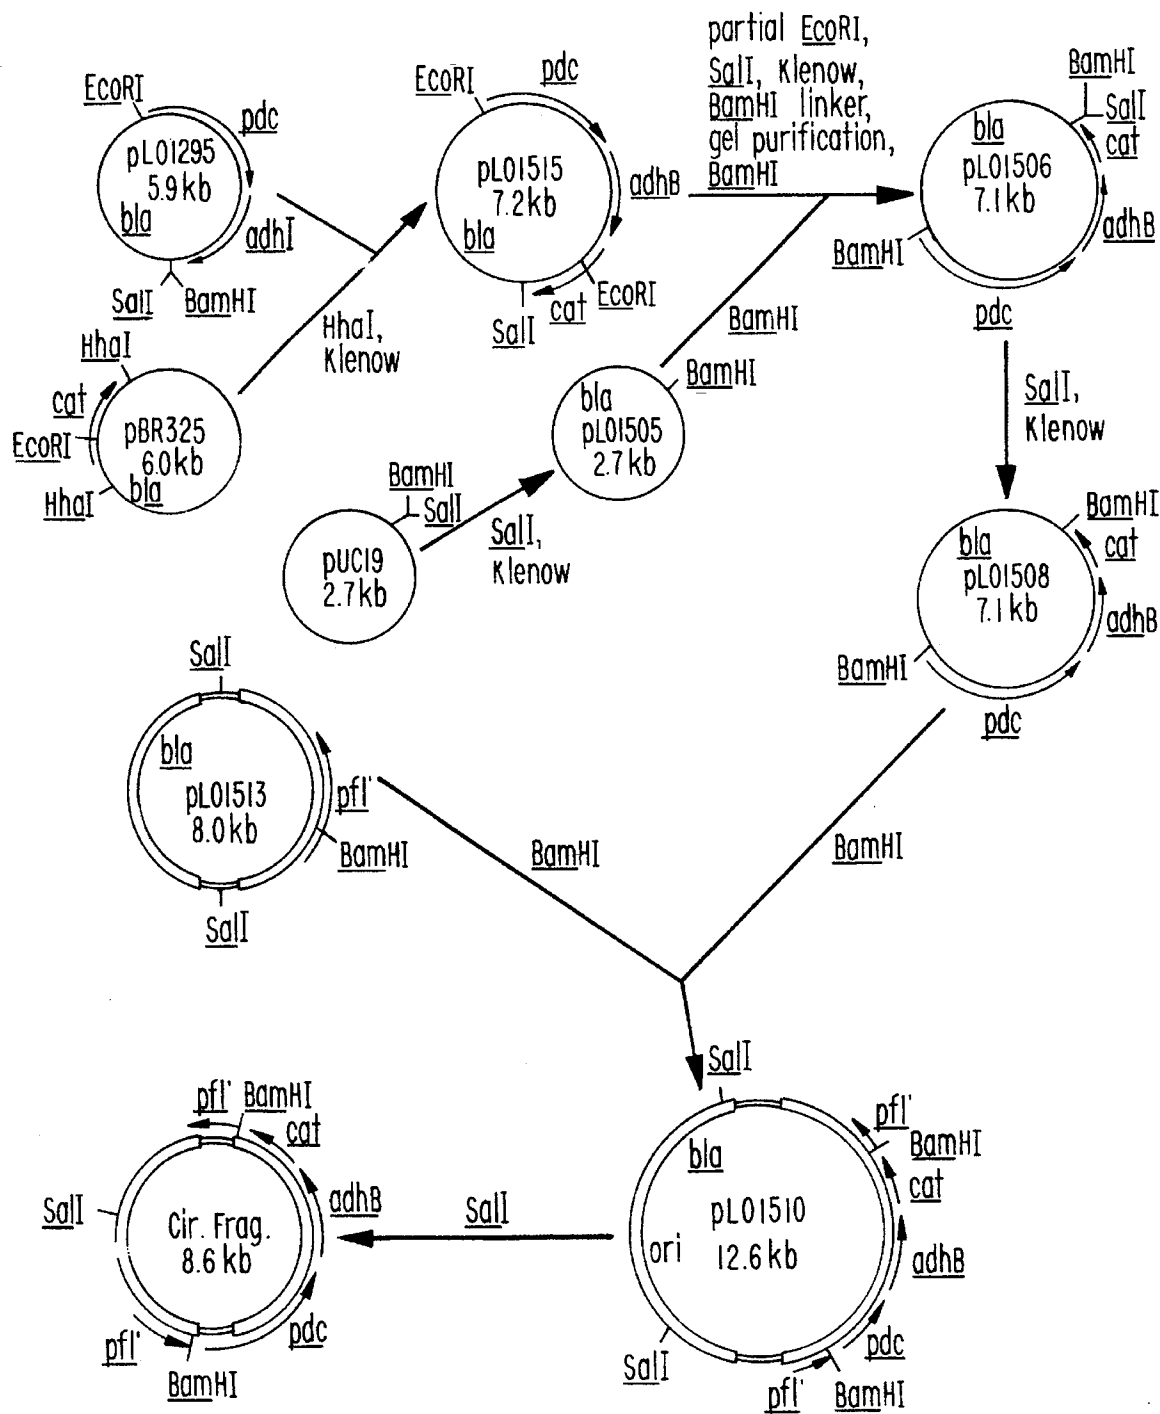 EcoRI
pdc
pLOI295
5.9kb
bla
adhI
SalI
BamHI
EcoRI
pdc
pLOI515
7.2kb
bla
adhB
EcoRI
cat
SalI
partial EcoRI,
SalI, Klenow,
BamHI linker,
gel purification,
BamHI
BamHI
SalI
cat
bla
pLOI506
7.1kb
adhB
BamHI
pdc
HhaI
cat
EcoRI
pBR325
6.0kb
bla
HhaI
HhaI,
Klenow
BamHI
BamHI
bla
pLOI505
2.7kb
BamHI
SalI
pUC19
2.7kb
SalI,
Klenow
SalI,
Klenow
BamHI
cat
bla
pLOI508
7.1kb
adhB
BamHI
pdc
SalI
bla
pLOI513
8.0kb
pfl'
BamHI
SalI
BamHI
BamHI
SalI
pfl'
BamHI
cat
bla
pLOI510
12.6kb
ori
adhB
pdc
SalI
pfl'
BamHI
SalI
pfl'
BamHI
cat
adhB
SalI
Cir. Frag.
8.6kb
pdc
pfl'
BamHI